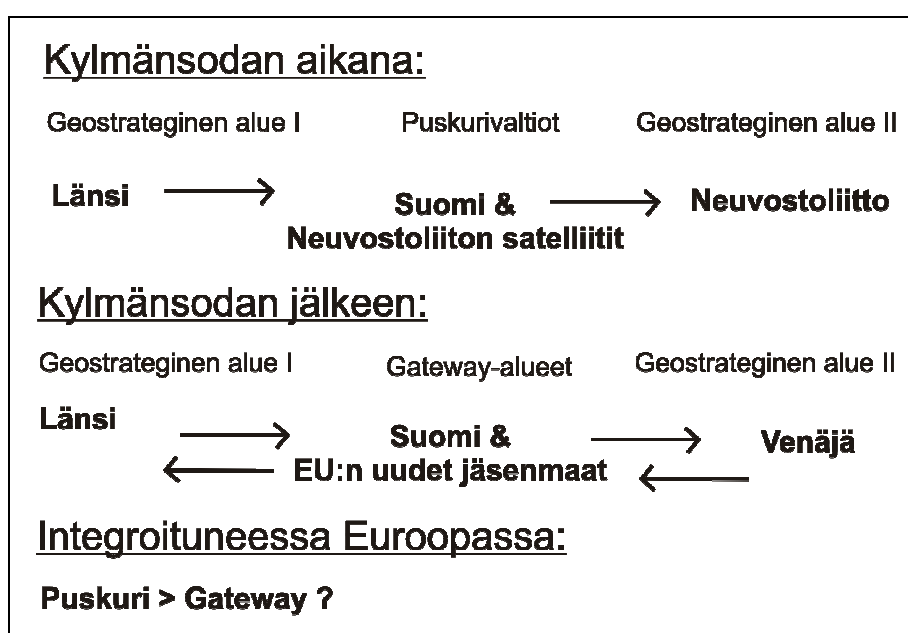 Kylmänsodan aikana:
Geostrateginen alue I Puskurivaltiot Geostrateginen alue II
Länsi Suomi & Neuvostoliitto
Neuvostoliiton satelliitit
Kylmänsodan jälkeen:
Geostrateginen alue I Gateway-alueet Geostrateginen alue II
Länsi Suomi & Venäjä
EU:n uudet jäsenmaat
Integroituneessa Euroopassa:
Puskuri > Gateway ?